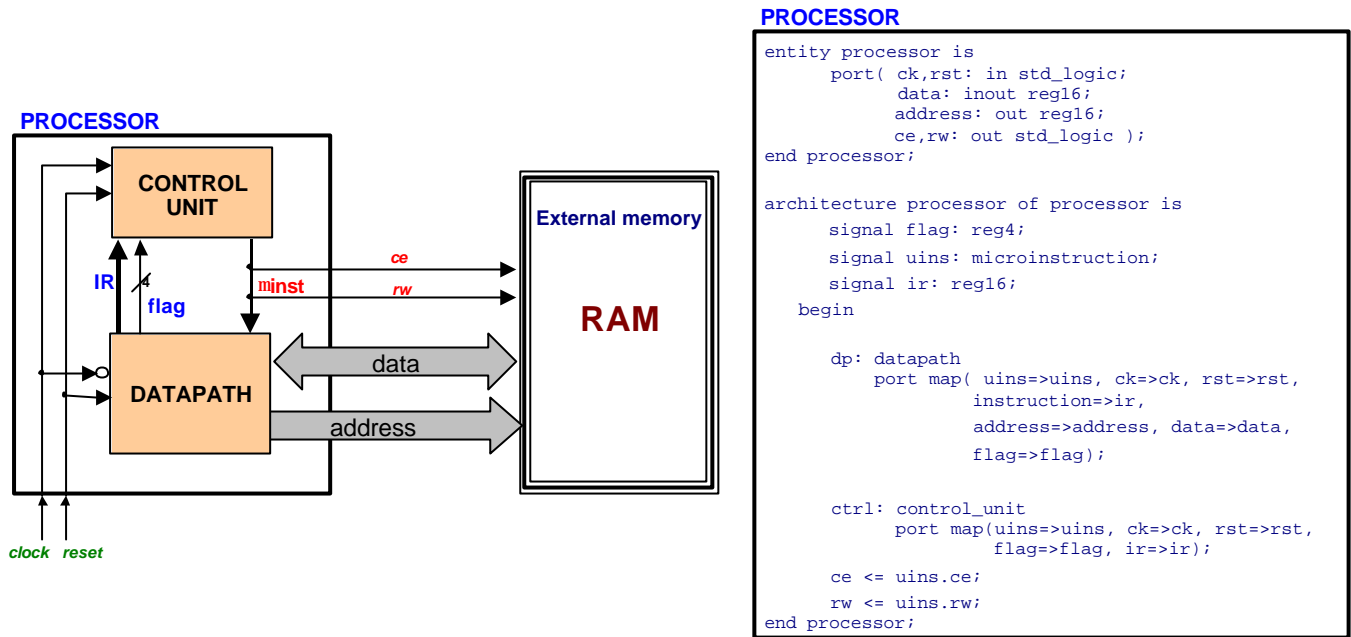 PROCESSOR
CONTROL
UNIT
IR
4
flag
minst
ce
rw
DATAPATH
data
address
clock reset
External memory
RAM
PROCESSOR
entity processor is
port( ck,rst: in std_logic;
data: inout reg16;
address: out reg16;
ce,rw: out std_logic );
end processor;
architecture processor of processor is
signal flag: reg4;
signal uins: microinstruction;
signal ir: reg16;
begin
dp: datapath
port map( uins=>uins, ck=>ck, rst=>rst,
instruction=>ir,
address=>address, data=>data,
flag=>flag);
ctrl: control_unit
port map(uins=>uins, ck=>ck, rst=>rst,
flag=>flag, ir=>ir);
ce <= uins.ce;
rw <= uins.rw;
end processor;